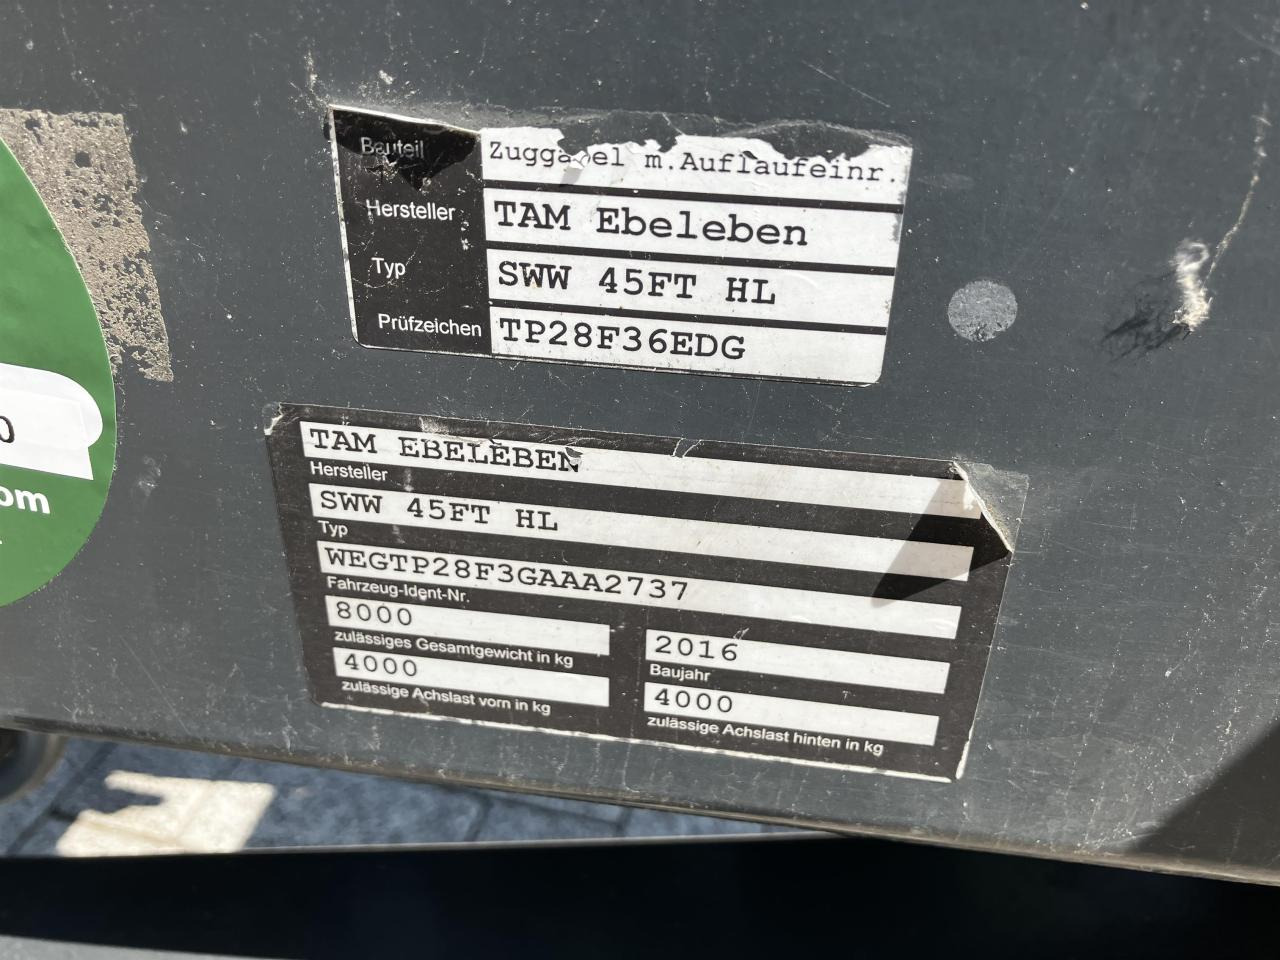 Bauteil Zuggabel m.Auflaufeinr.
Hersteller TAM Ebeleben
Typ SWW 45FT HL
Prüfzeichen TP28F36EDG
TAM EBELEBEN
Hersteller
SWW 45FT HL
Typ
WEGTP28F3GAAA2737
Fahrzeug-Ident-Nr.
8000
zulässiges Gesamtgewicht in kg
2016
Baujahr
4000
zulässige Achslast vorn in kg
4000
zulässige Achslast hinten in kg
0
om